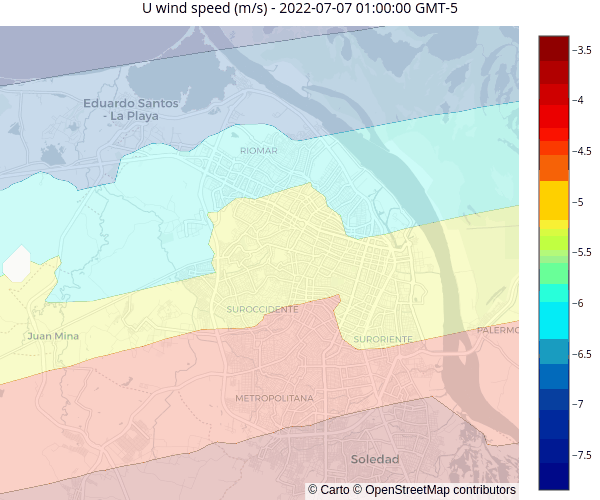 U wind speed (m/s) - 2022-07-07 01:00:00 GMT-5
Eduardo Santos
- La Playa
RIOMAR
SUROCCIDENTE
Juan Mina
SURORIENTE
PALERMO
METROPOLITANA
Soledad
© Carto © OpenStreetMap contributors
−3.5
−4
−4.5
−5
−5.5
−6
−6.5
−7
−7.5